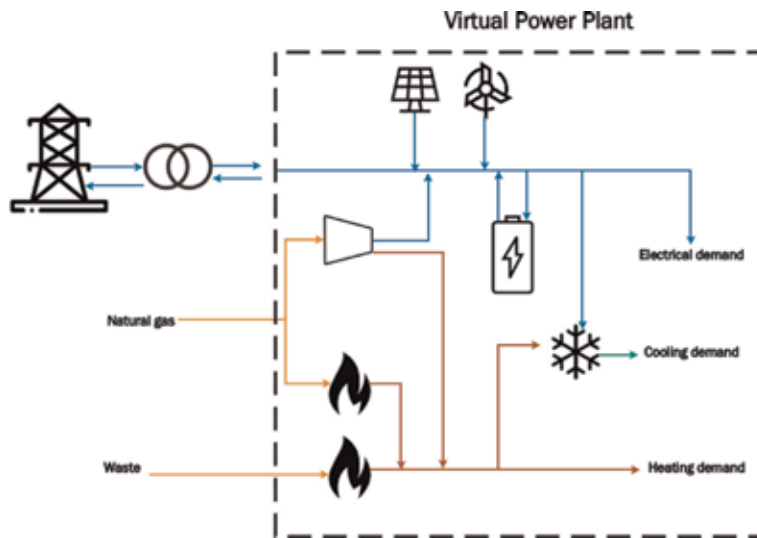 Virtual Power Plant
Electrical demand
Natural gas
Cooling demand
Waste
Heating demand